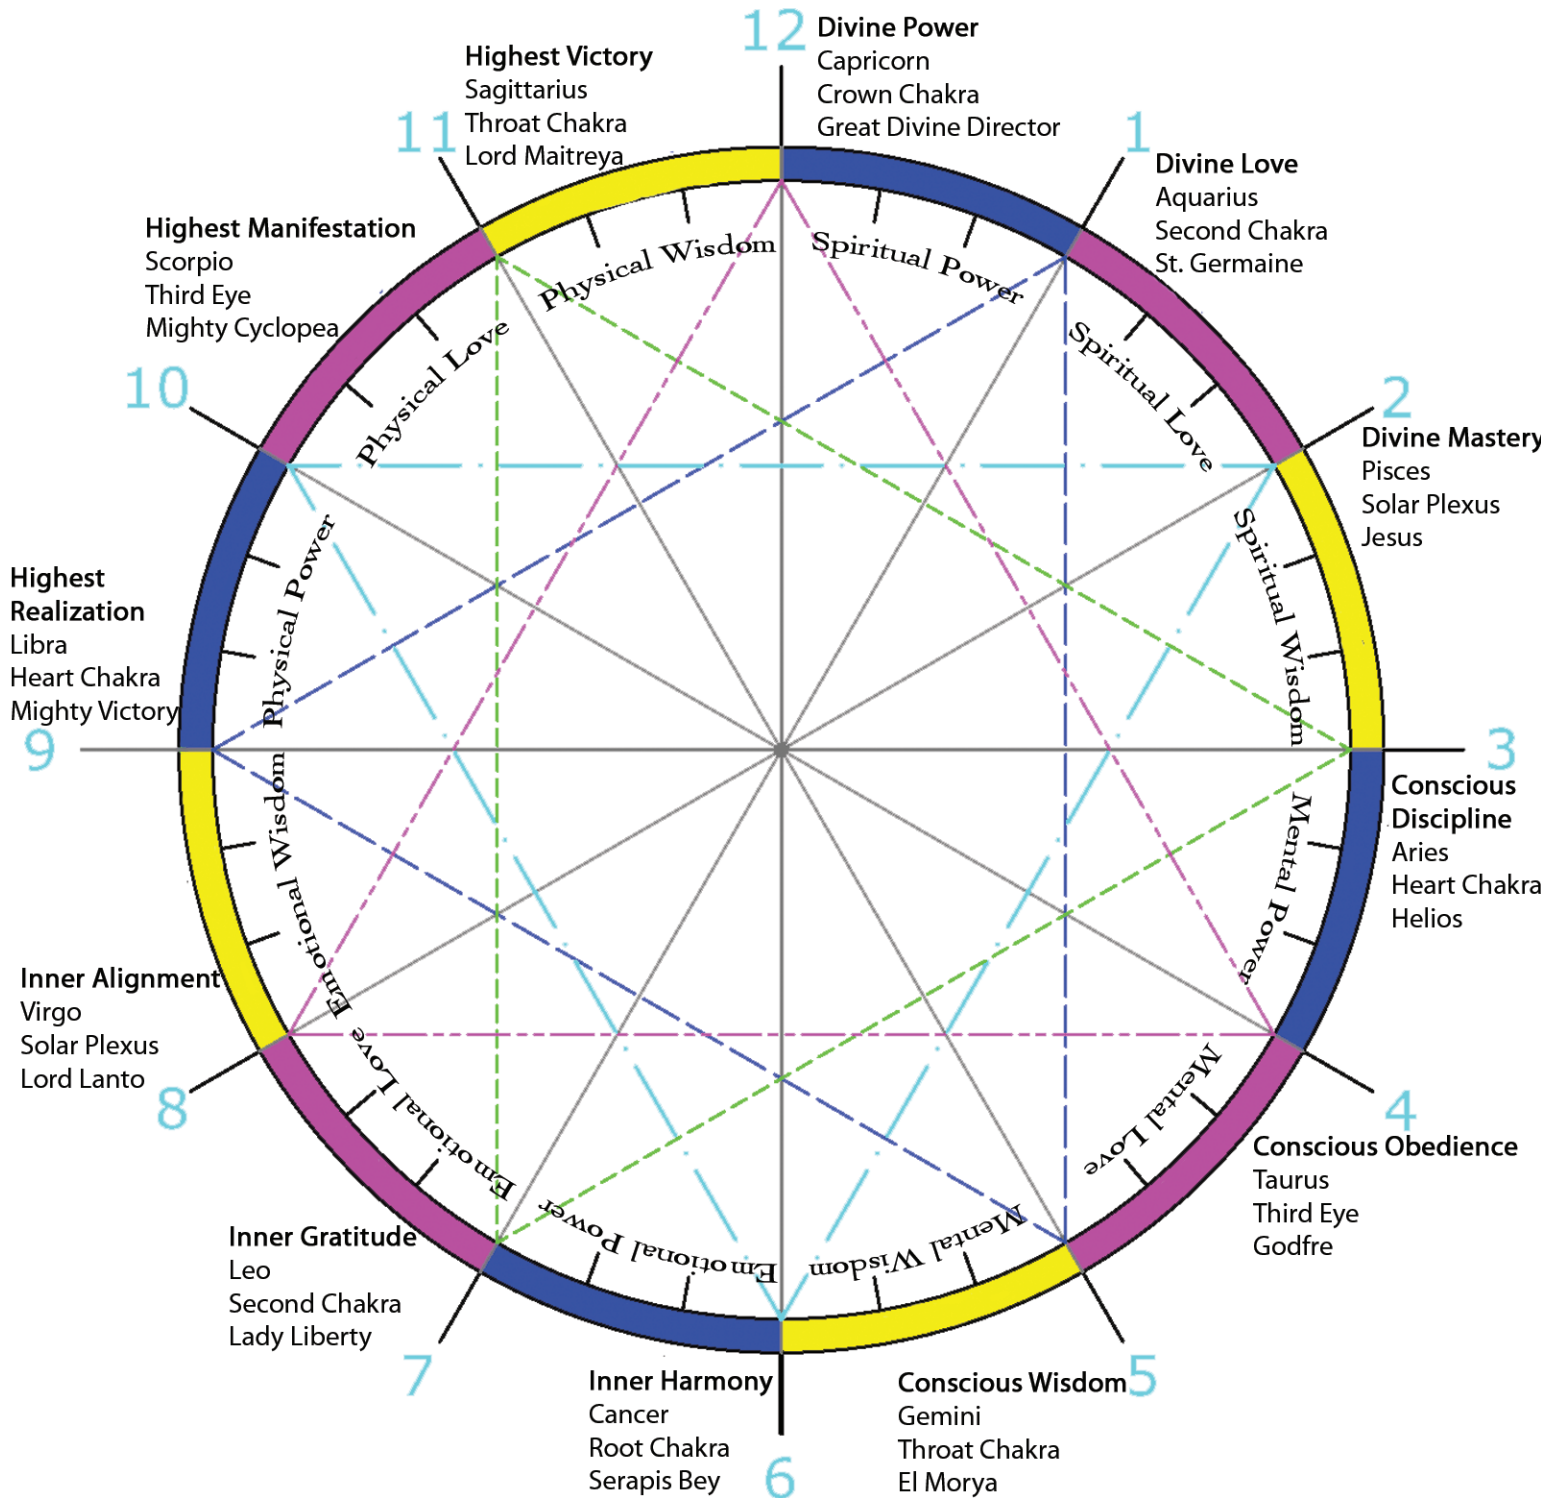 12
Divine Power
Capricorn
Crown Chakra
Great Divine Director
1
Divine Love
Aquarius
Second Chakra
St. Germaine
2
Divine Mastery
Pisces
Solar Plexus
Jesus
3
Conscious
Discipline
Aries
Heart Chakra
Helios
4
Conscious Obedience
Taurus
Third Eye
Godfre
5
Conscious Wisdom
Gemini
Throat Chakra
El Morya
6
Inner Harmony
Cancer
Root Chakra
Serapis Bey
7
Inner Gratitude
Leo
Second Chakra
Lady Liberty
8
Inner Alignment
Virgo
Solar Plexus
Lord Lanto
9
Highest
Realization
Libra
Heart Chakra
Mighty Victory
10
Highest Manifestation
Scorpio
Third Eye
Mighty Cyclopea
11
Highest Victory
Sagittarius
Throat Chakra
Lord Maitreya
Spiritual Power
Spiritual Love
Spiritual Wisdom
Mental Power
Mental Love
Mental Wisdom
Emotional Power
Emotional Love
Emotional Wisdom
Physical Power
Physical Love
Physical Wisdom